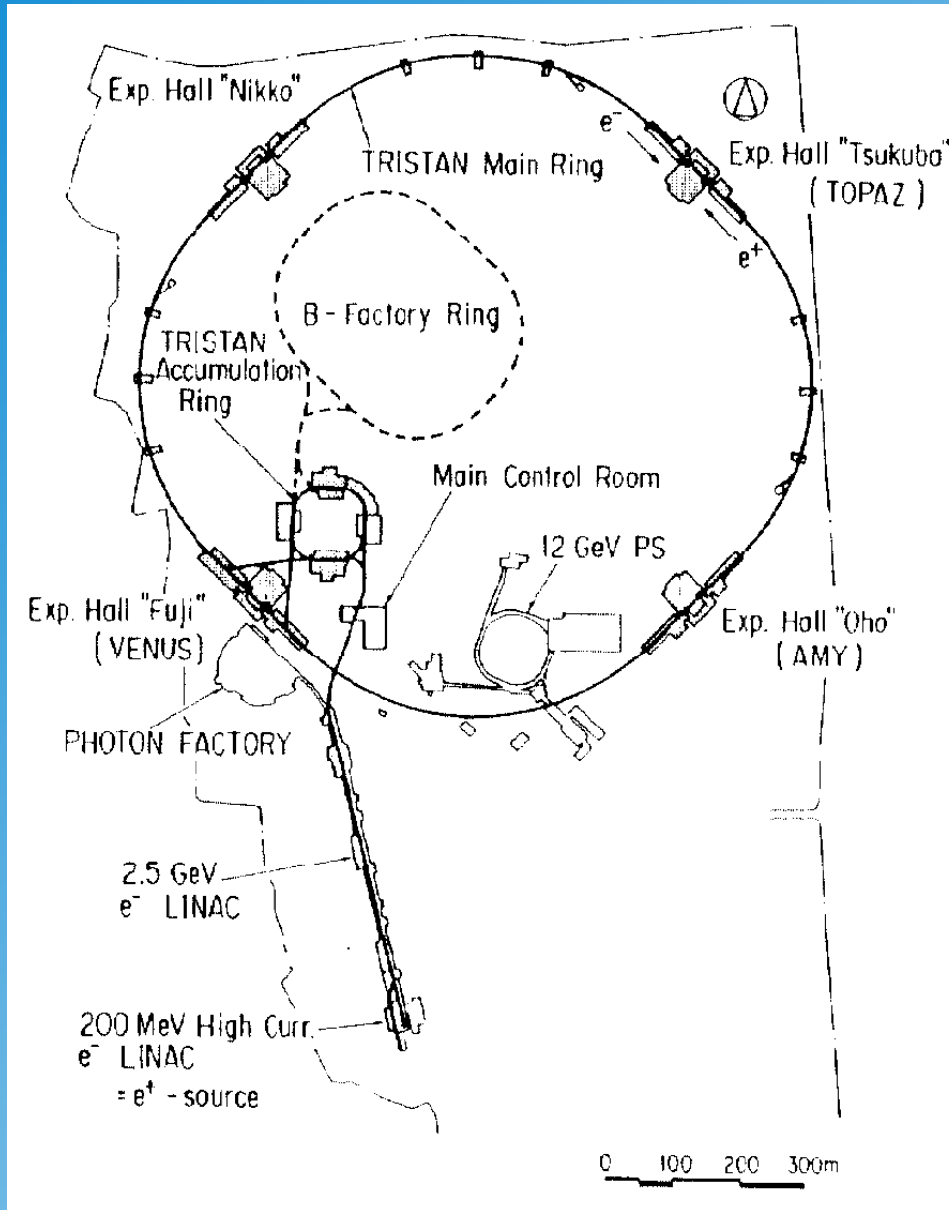 Exp. Hall "Nikko"
TRISTAN Main Ring
e⁻
Exp. Hall "Tsukuba"
(TOPAZ)
e⁺
B-Factory Ring
TRISTAN
Accumulation
Ring
Main Control Room
12 GeV PS
Exp. Hall "Fuji"
(VENUS)
Exp. Hall "Oho"
(AMY)
PHOTON FACTORY
2.5 GeV
e⁻ LINAC
200 MeV High Curr.
e⁻ LINAC
= e⁺ - source
0 100 200 300m